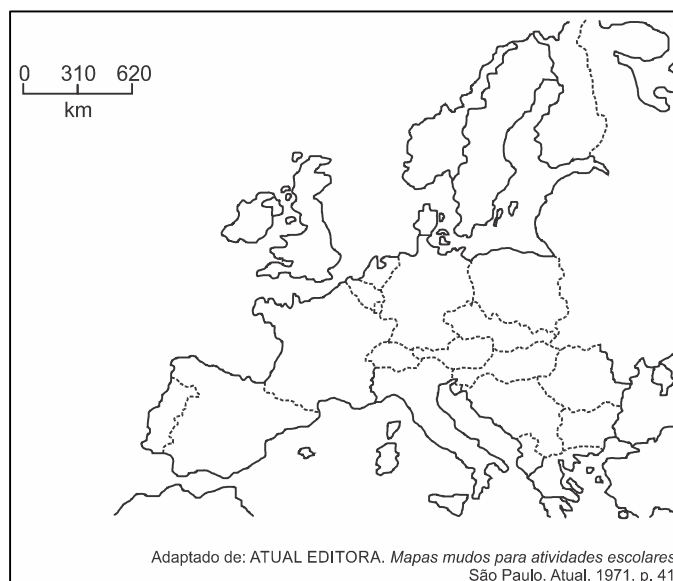 0 310 620
km
Adaptado de: ATUAL EDITORA. Mapas mudos para atividades escolares
São Paulo, Atual, 1971, p. 41